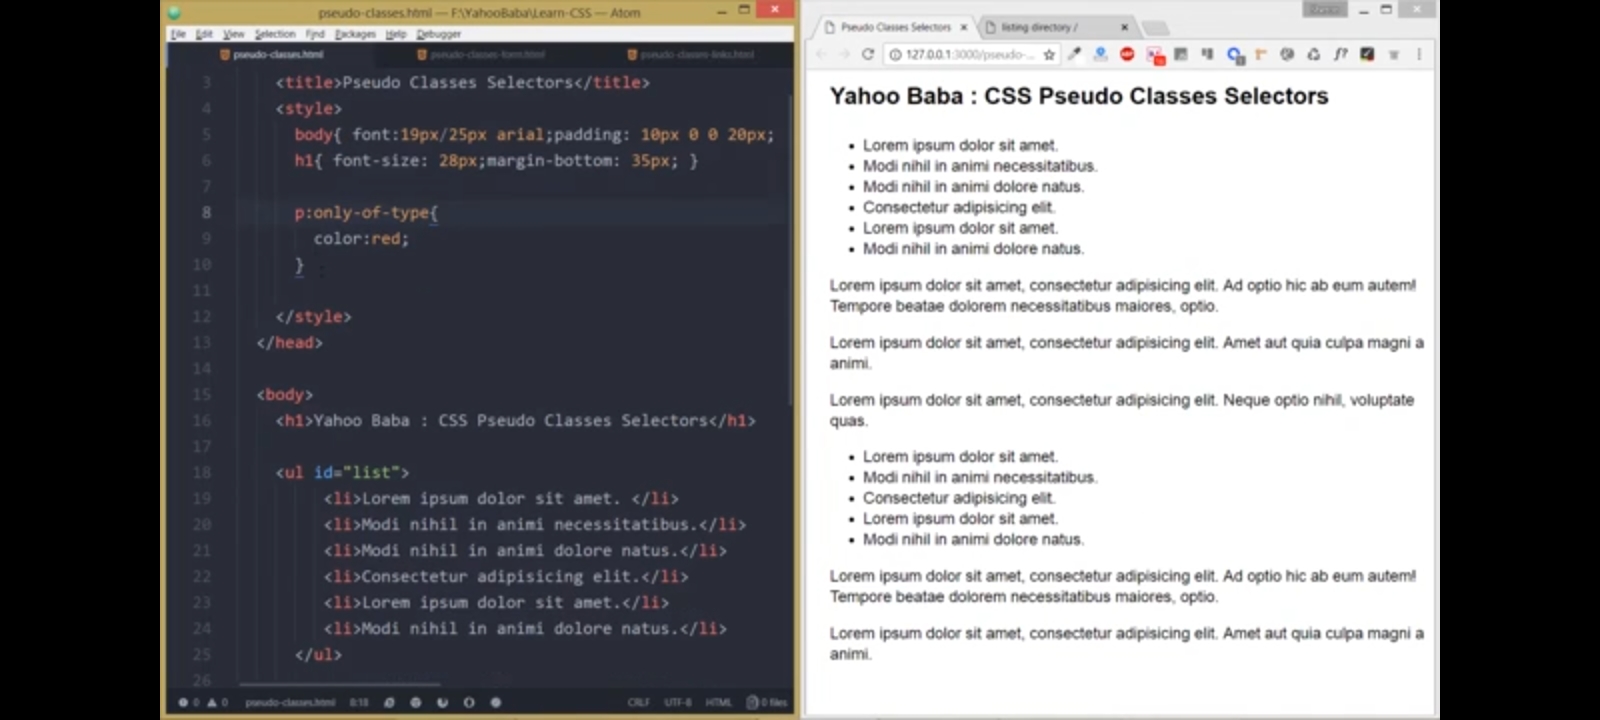 pseudo-classes.html — F:\YahooBaba\Learn-CSS — Atom
File Edit View Selection Find Packages Help Debugger
pseudo-classes.html pseudo-classes-form.html pseudo-classes-links.html
3 <title>Pseudo Classes Selectors</title>
4 <style>
5 body{ font:19px/25px arial;padding: 10px 0 0 20px;
6 h1{ font-size: 28px;margin-bottom: 35px; }
7
8 p:only-of-type{
9 color:red;
10 }
11
12 </style>
13 </head>
14
15 <body>
16 <h1>Yahoo Baba : CSS Pseudo Classes Selectors</h1>
17
18 <ul id="list">
19 <li>Lorem ipsum dolor sit amet. </li>
20 <li>Modi nihil in animi necessitatibus.</li>
21 <li>Modi nihil in animi dolore natus.</li>
22 <li>Consectetur adipisicing elit.</li>
23 <li>Lorem ipsum dolor sit amet.</li>
24 <li>Modi nihil in animi dolore natus.</li>
25 </ul>
26
0 0 pseudo-classes.html 8:18 CRLF UTF-8 HTML 0 files
Pseudo Classes Selectors listing directory /
127.0.0.1:3000/pseudo-...
Yahoo Baba : CSS Pseudo Classes Selectors
Lorem ipsum dolor sit amet.
Modi nihil in animi necessitatibus.
Modi nihil in animi dolore natus.
Consectetur adipisicing elit.
Lorem ipsum dolor sit amet.
Modi nihil in animi dolore natus.
Lorem ipsum dolor sit amet, consectetur adipisicing elit. Ad optio hic ab eum autem!
Tempore beatae dolorem necessitatibus maiores, optio.
Lorem ipsum dolor sit amet, consectetur adipisicing elit. Amet aut quia culpa magni a
animi.
Lorem ipsum dolor sit amet, consectetur adipisicing elit. Neque optio nihil, voluptate
quas.
Lorem ipsum dolor sit amet.
Modi nihil in animi necessitatibus.
Consectetur adipisicing elit.
Lorem ipsum dolor sit amet.
Modi nihil in animi dolore natus.
Lorem ipsum dolor sit amet, consectetur adipisicing elit. Ad optio hic ab eum autem!
Tempore beatae dolorem necessitatibus maiores, optio.
Lorem ipsum dolor sit amet, consectetur adipisicing elit. Amet aut quia culpa magni a
animi.